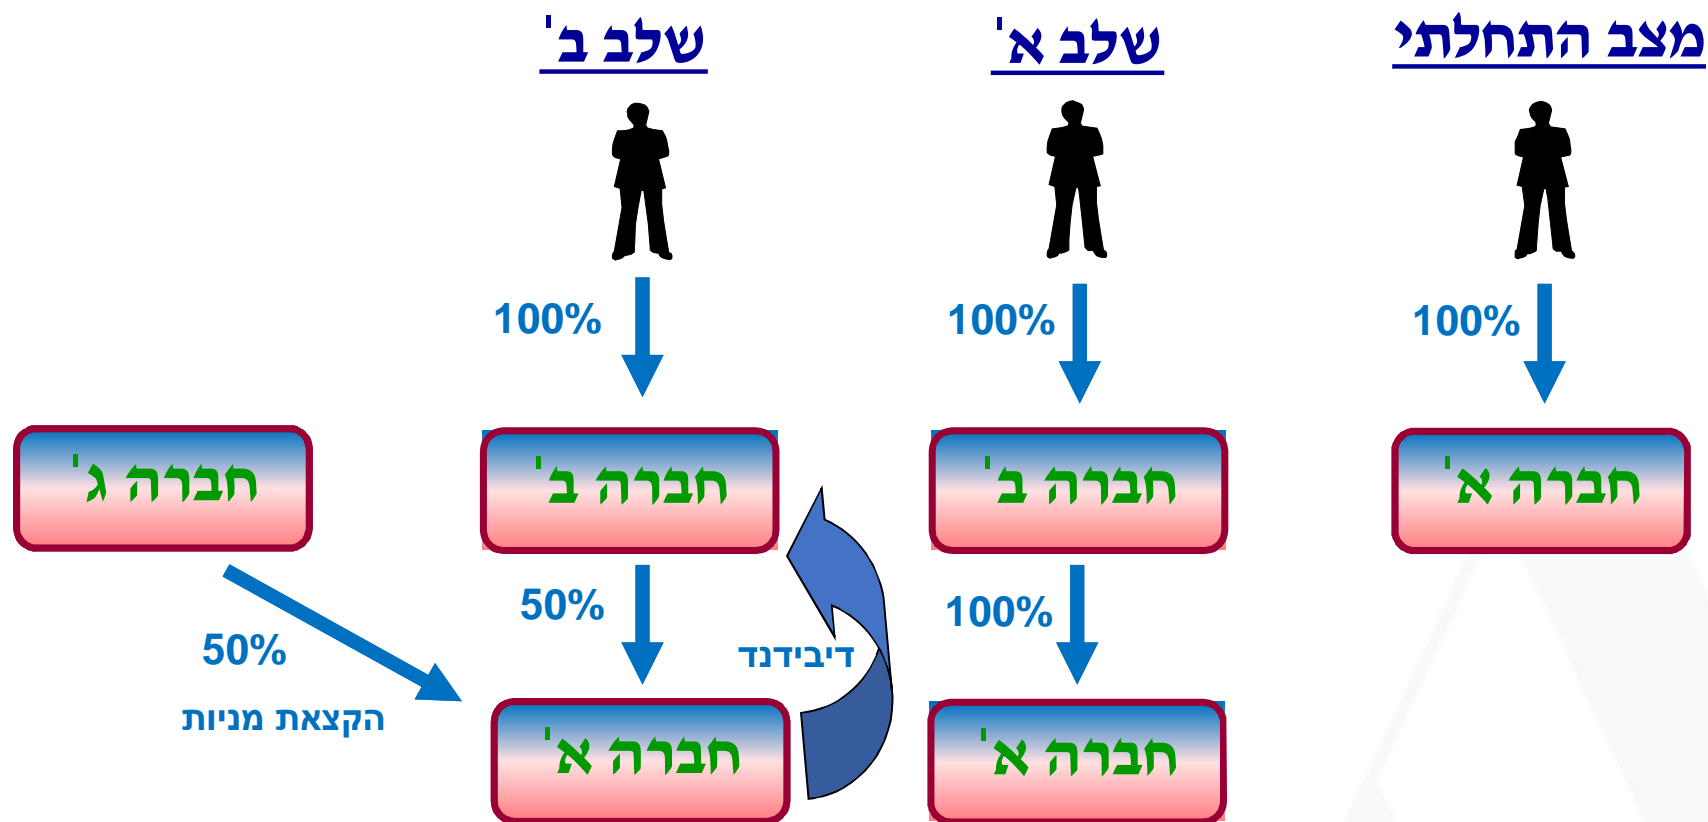 מצב התחלתי
שלב א'
שלב ב'
100%
100%
100%
חברה א'
חברה ב'
חברה ב'
חברה ג'
100%
50%
50%
דיבידנד
הקצאת מניות
חברה א'
חברה א'